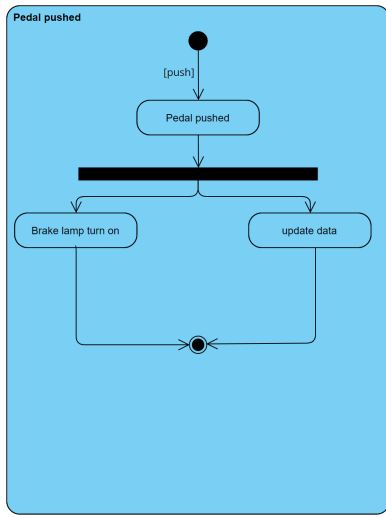 Pedal pushed
[push]
Pedal pushed
Brake lamp turn on
update data